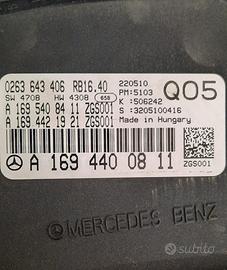 0263 643 406 RB16.40
220510
SW 4708 HW 4308 658
PM:5103
Q05
K :506242
A 169 540 84 11 ZGS001
S :3205100416
A 169 442 19 21 ZGS001
Made in Hungary
A 169 440 08 11
ZGS001
MERCEDES BENZ
subito